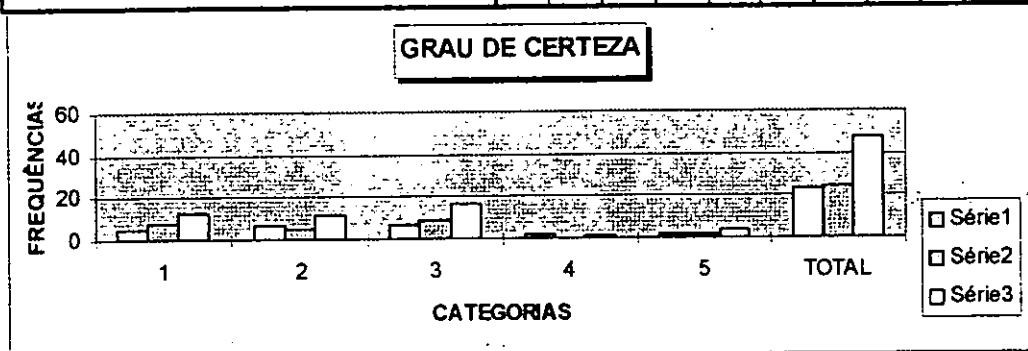 GRAU DE CERTEZA
FREQUÊNCIAS
60
40
20
0
1 2 3 4 5 TOTAL
CATEGORIAS
Série1
Série2
Série3